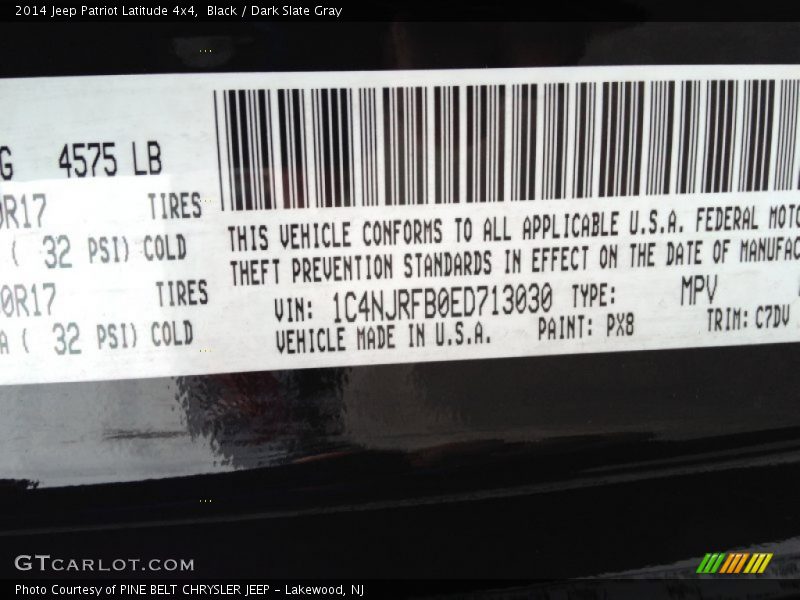 2014 Jeep Patriot Latitude 4x4,  Black / Dark Slate Gray
G 4575 LB
0R17 TIRES
( 32 PSI) COLD
0R17 TIRES
A ( 32 PSI) COLD
THIS VEHICLE CONFORMS TO ALL APPLICABLE U.S.A. FEDERAL MOTO
THEFT PREVENTION STANDARDS IN EFFECT ON THE DATE OF MANUFAC
VIN: 1C4NJRFB0ED713030 TYPE: MPV
VEHICLE MADE IN U.S.A. PAINT: PX8 TRIM: C7DV
GTCARLOT.COM
Photo Courtesy of PINE BELT CHRYSLER JEEP - Lakewood, NJ